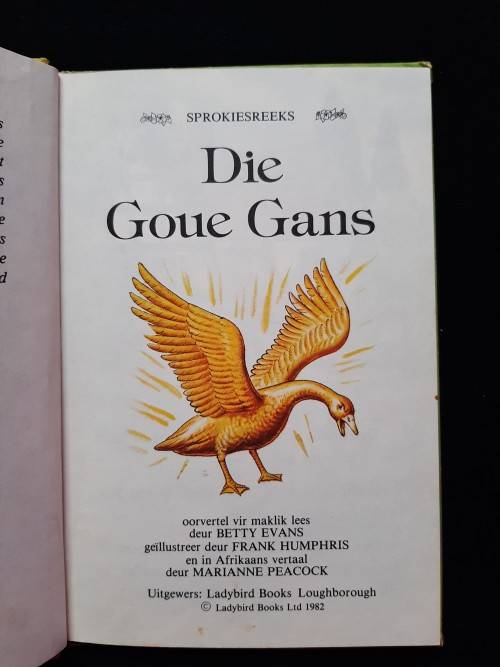 s
e
t
s
n
e
s
e
d
SPROKIESREEKS
Die
Goue Gans
oorvertel vir maklik lees
deur BETTY EVANS
geïllustreer deur FRANK HUMPHRIS
en in Afrikaans vertaal
deur MARIANNE PEACOCK
Uitgewers: Ladybird Books Loughborough
© Ladybird Books Ltd 1982